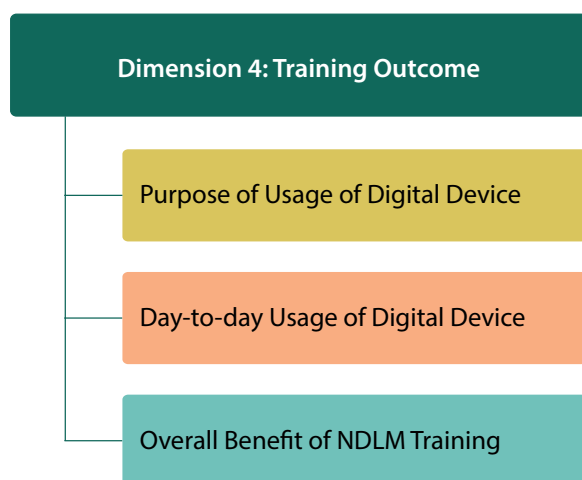 Dimension 4: Training Outcome
Purpose of Usage of Digital Device
Day-to-day Usage of Digital Device
Overall Benefit of NDLM Training